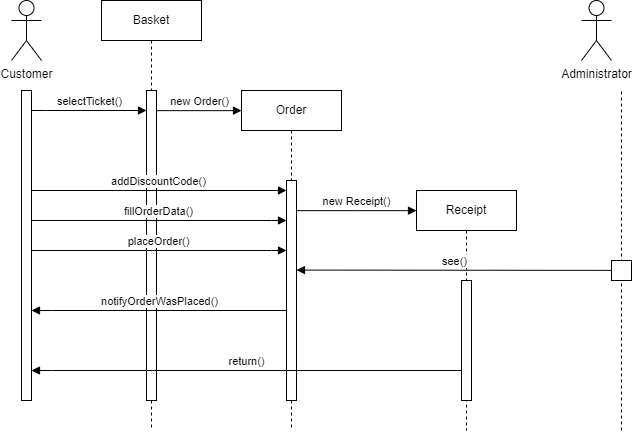 Basket
Customer
Administrator
selectTicket()
new Order()
Order
addDiscountCode()
new Receipt()
fillOrderData()
Receipt
placeOrder()
see()
notifyOrderWasPlaced()
return()